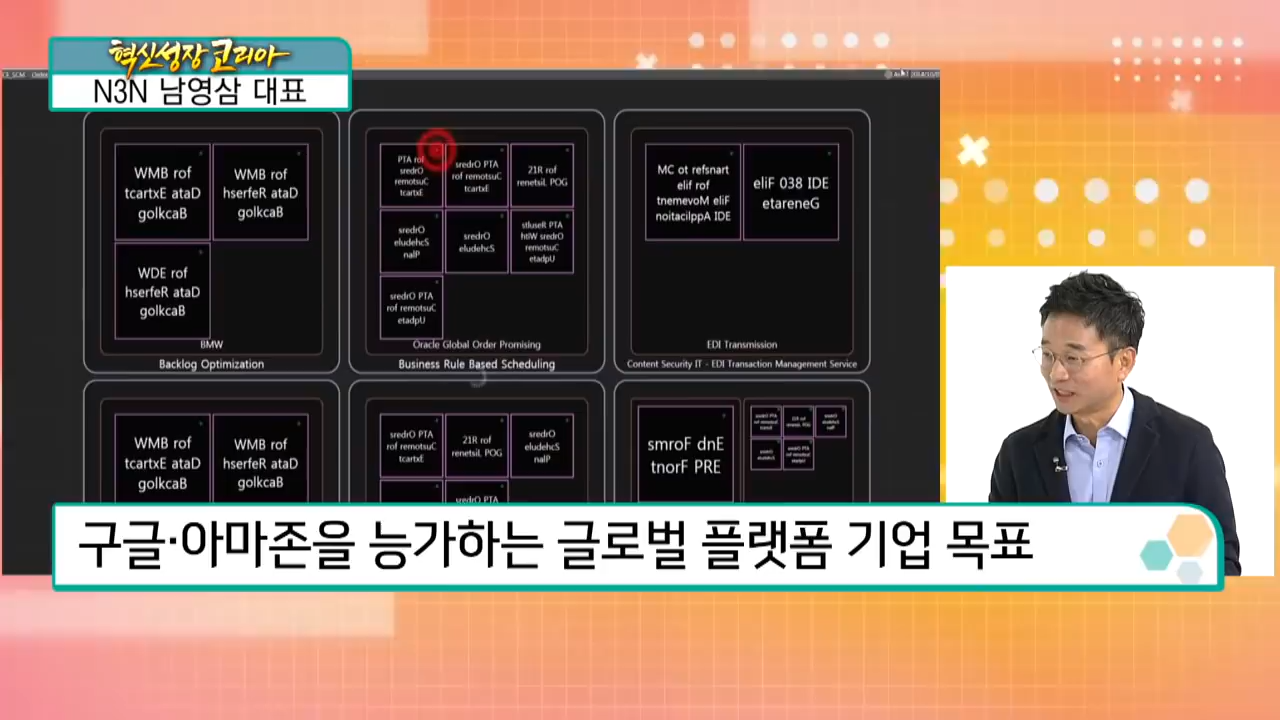 혁신성장 코리아
N3N 남영삼 대표
WMB rof
tcartxE ataD
golkcaB
WMB rof
hserfeR ataD
golkcaB
WDE rof
hserfeR ataD
golkcaB
BMW
Backlog Optimization
PTA rof
sredrO
remotsuC
tcartxE
sredrO PTA
rof remotsuC
tcartxE
21R rof
renetsiL POG
sredrO
eludehcS
nalP
sredrO
eludehcS
stluseR PTA
htiW sredrO
remotsuC
etadpU
sredrO PTA
rof remotsuC
etadpU
Oracle Global Order Promising
Business Rule Based Scheduling
MC ot refsnart
elif rof
tnemevoM eliF
noitacilppA IDE
eliF 038 IDE
etareneG
EDI Transmission
Content Security IT - EDI Transaction Management Service
WMB rof
tcartxE ataD
golkcaB
WMB rof
hserfeR ataD
golkcaB
sredrO PTA
rof remotsuC
tcartxE
21R rof
renetsiL POG
sredrO
eludehcS
nalP
sredrO PTA
smroF dnE
tnorF PRE
구글·아마존을 능가하는 글로벌 플랫폼 기업 목표